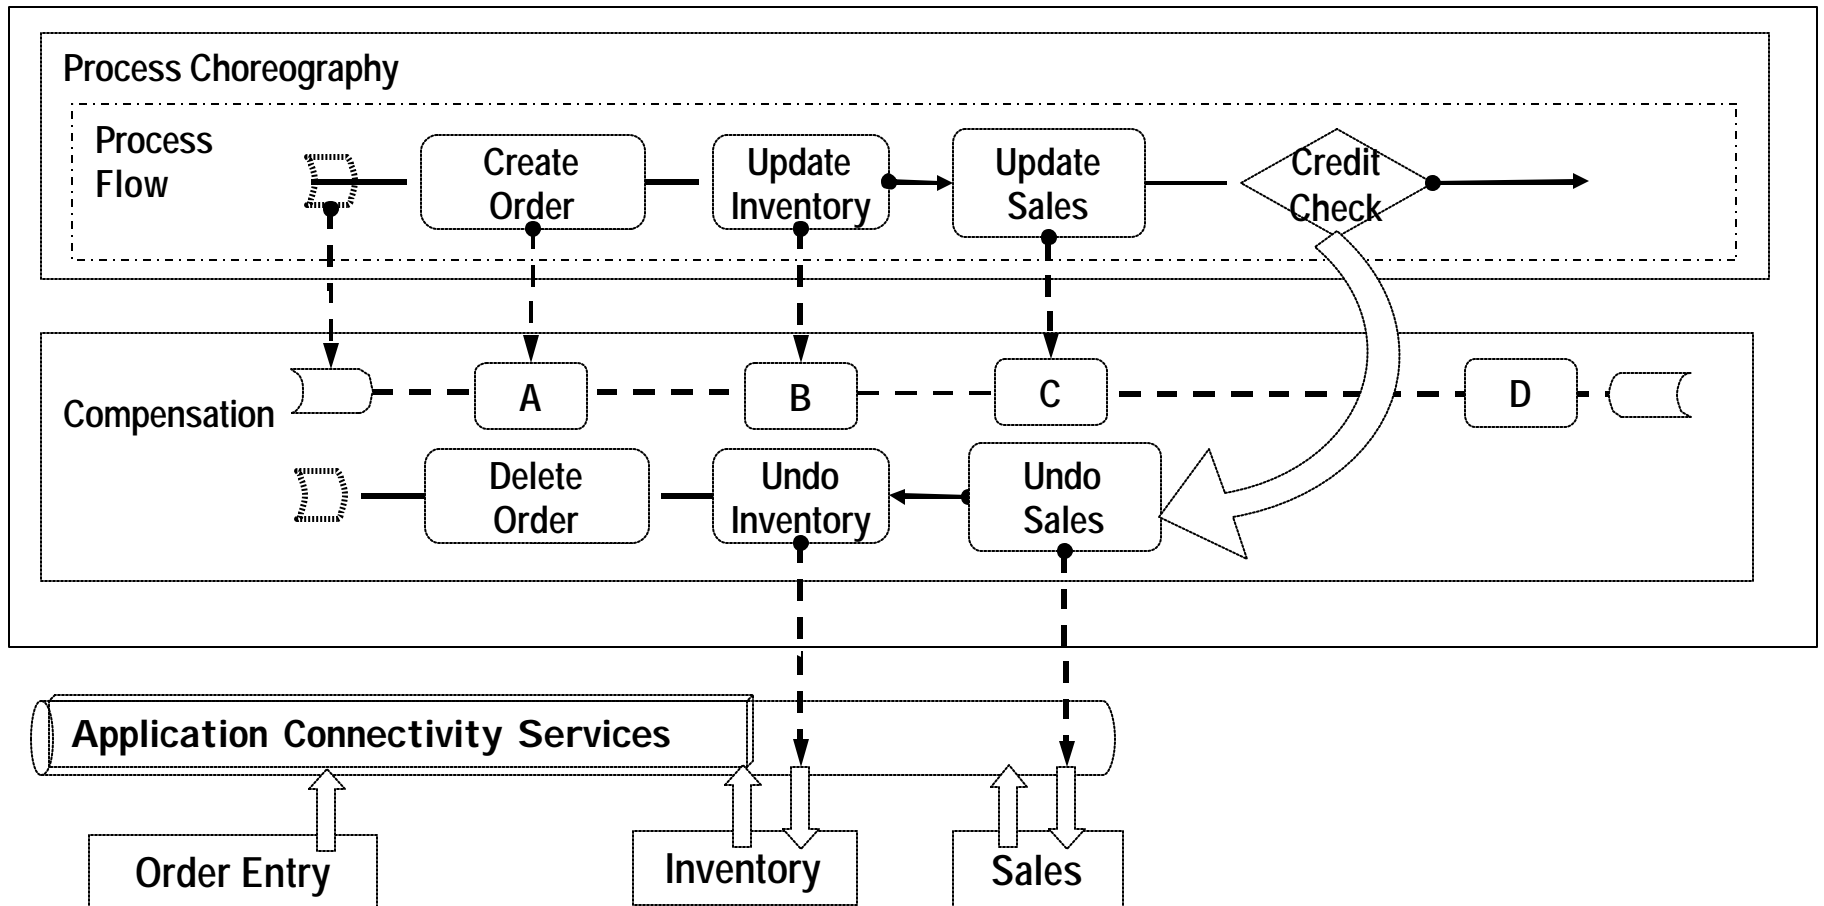 Process Choreography
Process
Flow
Create
Order
Update
Inventory
Update
Sales
Credit
Check
Compensation
A
B
C
D
Delete
Order
Undo
Inventory
Undo
Sales
Application Connectivity Services
Order Entry
Inventory
Sales